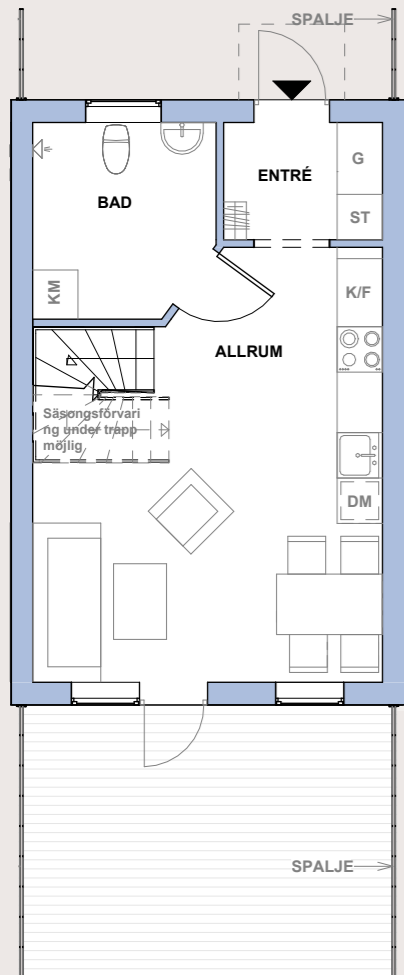 SPALJE
G
ENTRÉ
BAD
ST
KM
K/F
ALLRUM
Säsongsförvari
ng under trapp
möjlig
DM
SPALJE